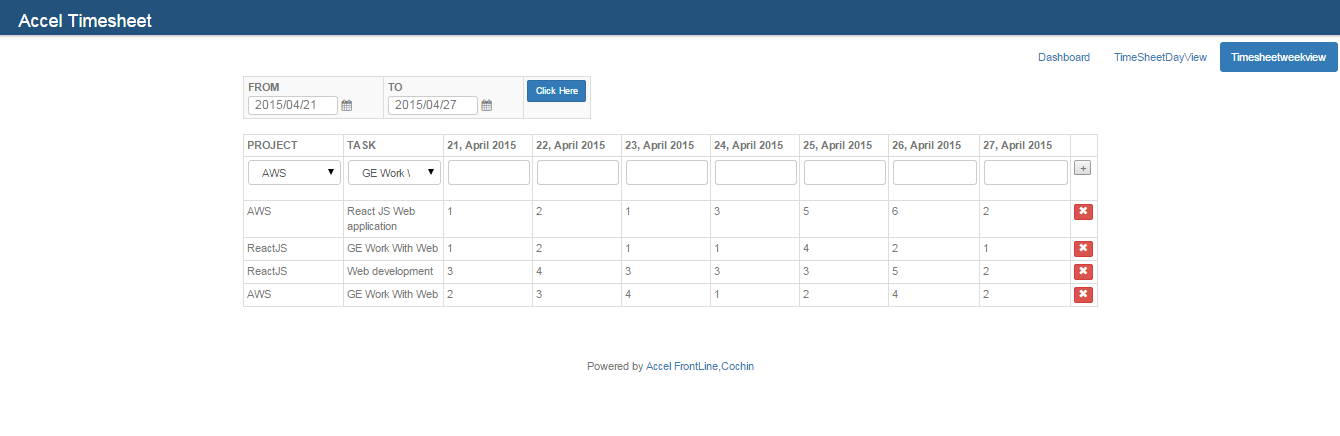 Accel Timesheet
Dashboard TimeSheetDayView Timesheetweekview
FROM TO
2015/04/21 2015/04/27 Click Here
PROJECT TASK 21, April 2015 22, April 2015 23, April 2015 24, April 2015 25, April 2015 26, April 2015 27, April 2015
AWS GE Work \ +
AWS React JS Web 1 2 1 3 5 6 2
application
ReactJS GE Work With Web 1 2 1 1 4 2 1
ReactJS Web development 3 4 3 3 3 5 2
AWS GE Work With Web 2 3 4 1 2 4 2
Powered by Accel FrontLine,Cochin